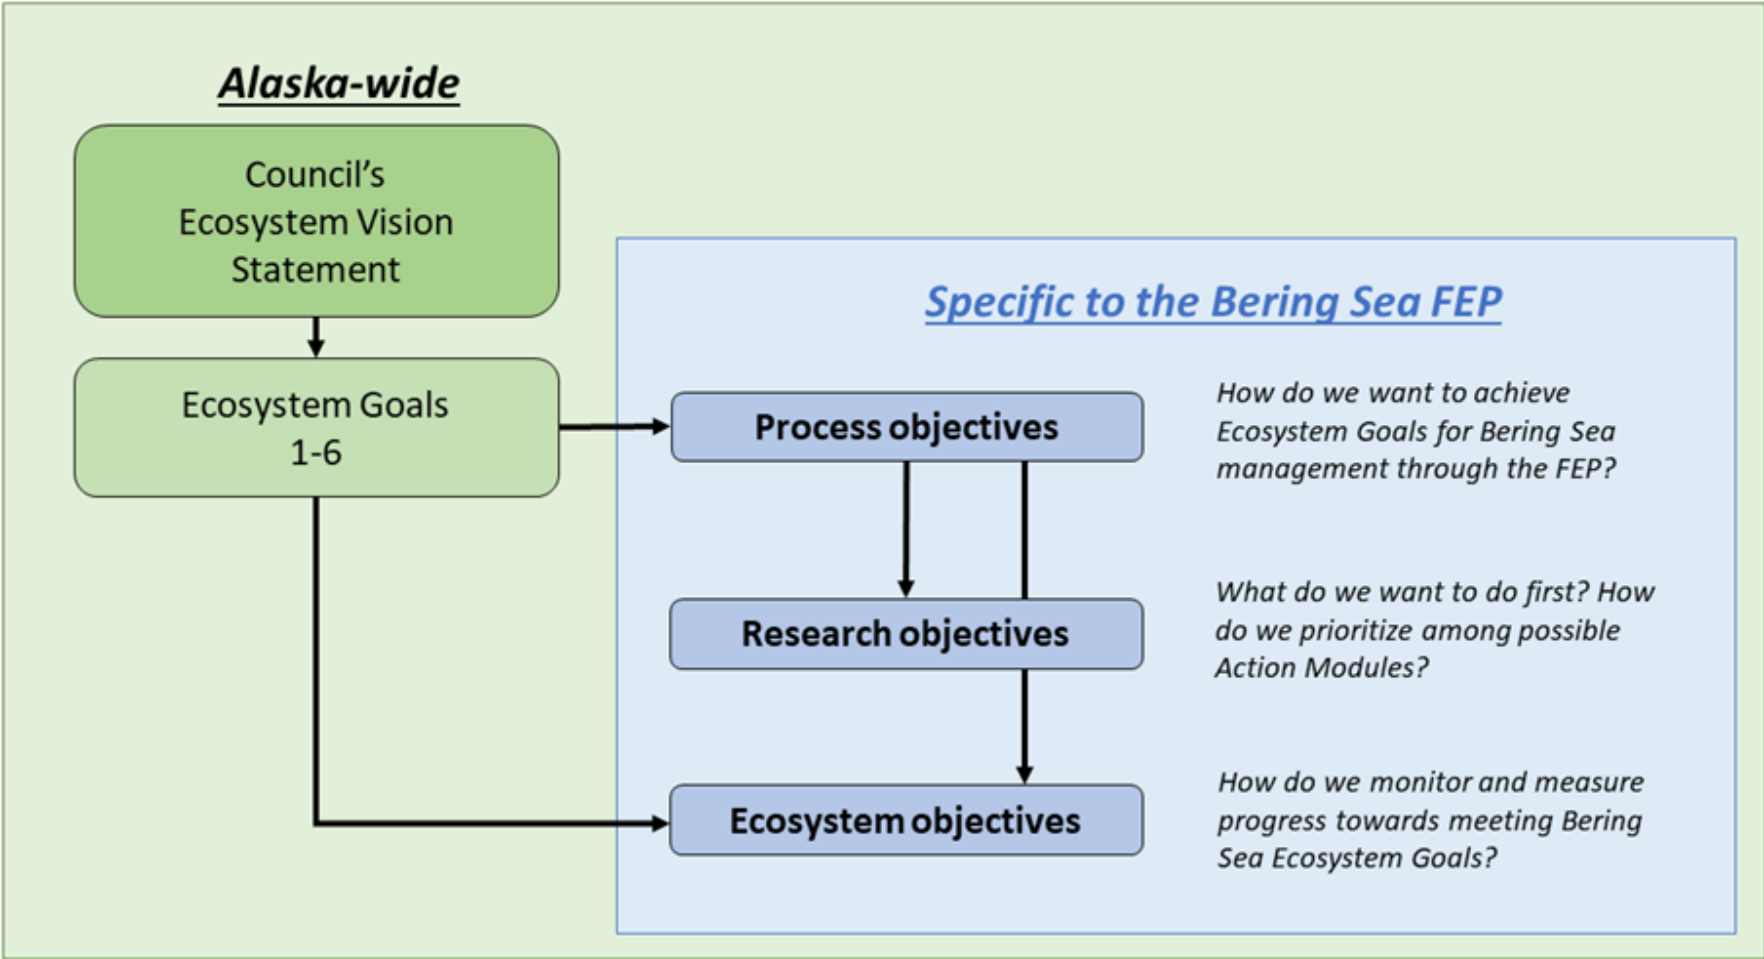 Alaska-wide
Council’s
Ecosystem Vision
Statement
Ecosystem Goals
1-6
Specific to the Bering Sea FEP
Process objectives
How do we want to achieve
Ecosystem Goals for Bering Sea
management through the FEP?
Research objectives
What do we want to do first? How
do we prioritize among possible
Action Modules?
Ecosystem objectives
How do we monitor and measure
progress towards meeting Bering
Sea Ecosystem Goals?